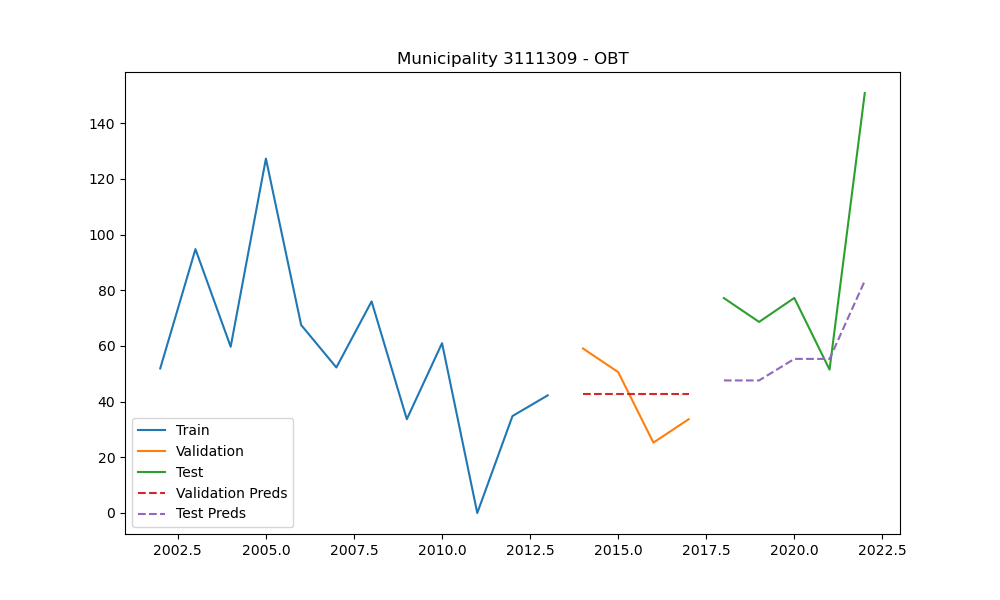 Municipality 3111309 - OBT
140
120
100
80
60
40
20
0
Train
Validation
Test
Validation Preds
Test Preds
2002.5 2005.0 2007.5 2010.0 2012.5 2015.0 2017.5 2020.0 2022.5